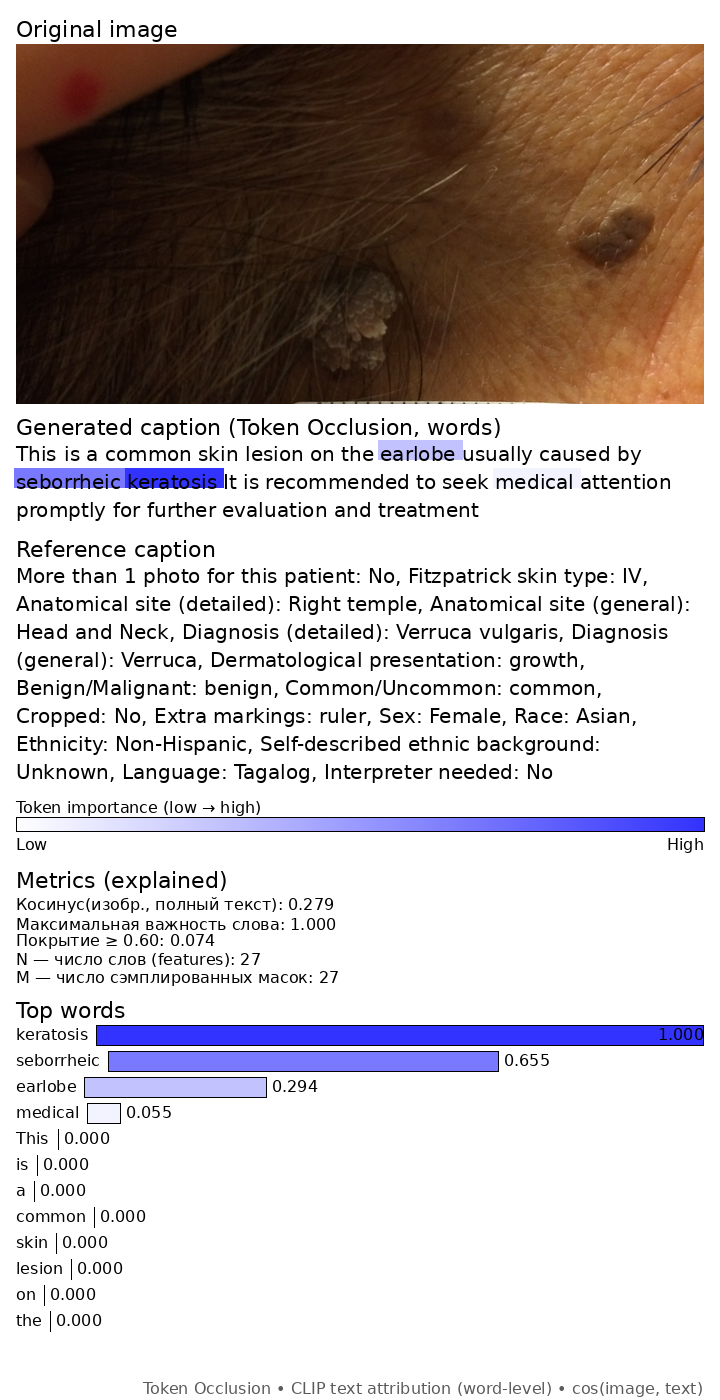 Original image
Generated caption (Token Occlusion, words)
This is a common skin lesion on the earlobe usually caused by
seborrheic keratosis It is recommended to seek medical attention
promptly for further evaluation and treatment
Reference caption
More than 1 photo for this patient: No, Fitzpatrick skin type: IV,
Anatomical site (detailed): Right temple, Anatomical site (general):
Head and Neck, Diagnosis (detailed): Verruca vulgaris, Diagnosis
(general): Verruca, Dermatological presentation: growth,
Benign/Malignant: benign, Common/Uncommon: common,
Cropped: No, Extra markings: ruler, Sex: Female, Race: Asian,
Ethnicity: Non-Hispanic, Self-described ethnic background:
Unknown, Language: Tagalog, Interpreter needed: No
Token importance (low → high)
Low High
Metrics (explained)
Косинус(изобр., полный текст): 0.279
Максимальная важность слова: 1.000
Покрытие ≥ 0.60: 0.074
N — число слов (features): 27
M — число сэмплированных масок: 27
Top words
keratosis 1.000
seborrheic 0.655
earlobe 0.294
medical 0.055
This 0.000
is 0.000
a 0.000
common 0.000
skin 0.000
lesion 0.000
on 0.000
the 0.000
Token Occlusion • CLIP text attribution (word-level) • cos(image, text)